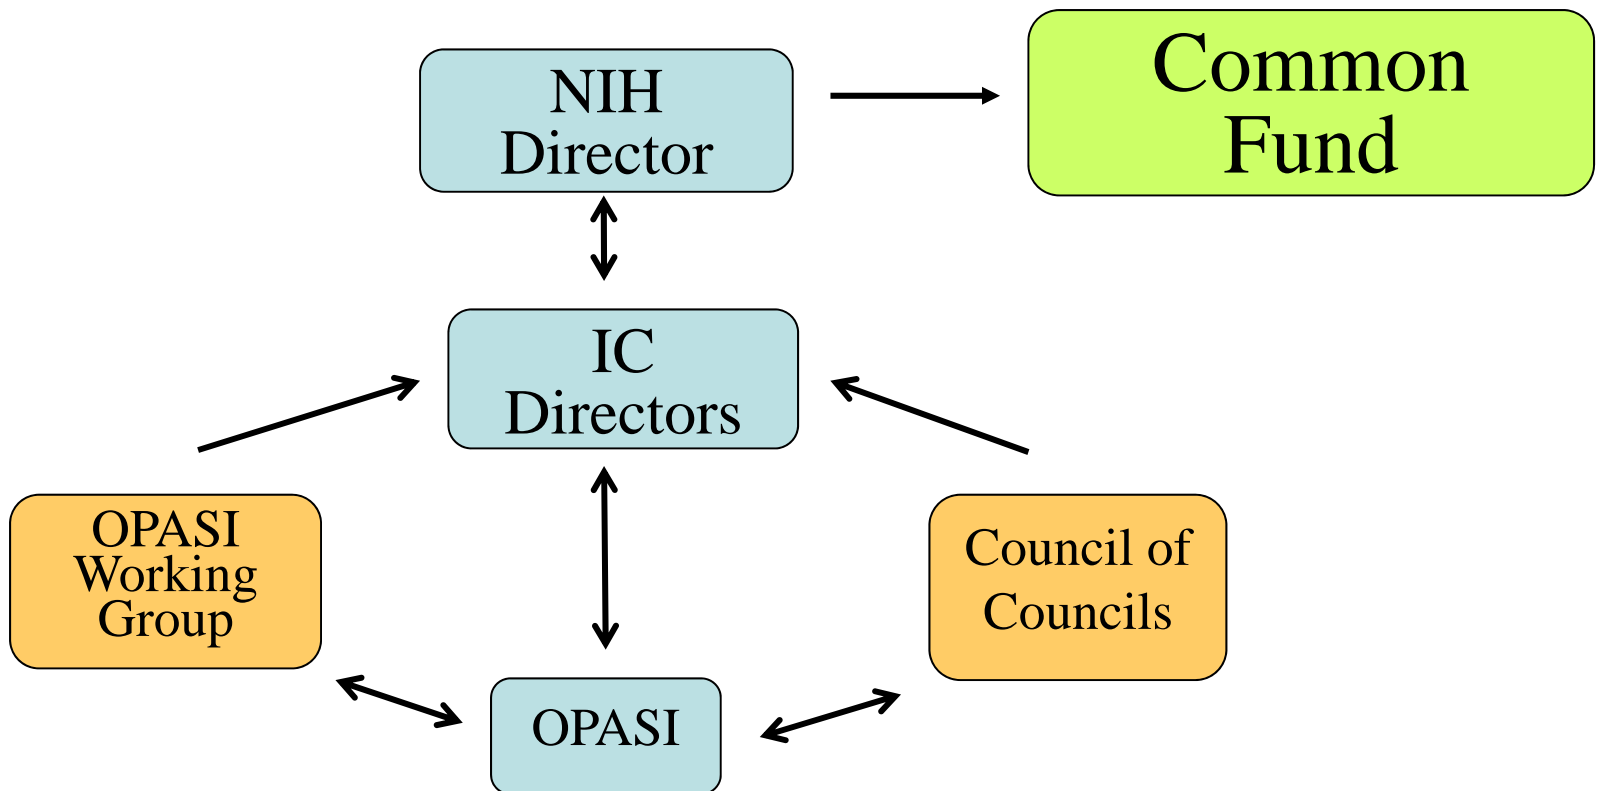 NIH
Director
Common
Fund
IC
Directors
OPASI
Working
Group
Council of
Councils
OPASI